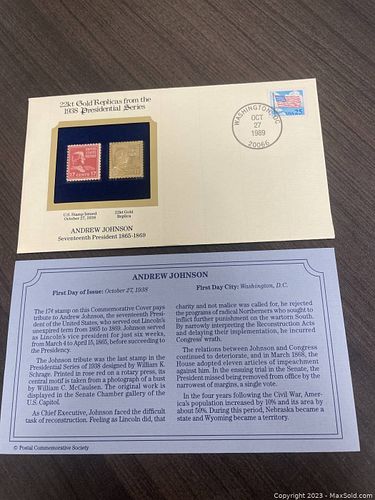 22kt Gold Replicas from the
1938 Presidential Series
WASHINGTON, DC
OCT
27
1989
20066
USA 25
UNITED STATES POSTAGE
17 CENTS 17
U.S. Stamp Issued
October 27, 1938
22kt Gold
Replica
ANDREW JOHNSON
Seventeenth President 1865-1869
ANDREW JOHNSON
First Day of Issue: October 27, 1938
First Day City: Washington, D.C.
The 17¢ stamp on this Commemorative Cover pays
tribute to Andrew Johnson, the seventeenth Presi-
dent of the United States, who served out Lincoln's
unexpired term from 1865 to 1869. Johnson served
as Lincoln's vice president for just six weeks,
from March 4 to April 15, 1865, before succeeding to
the Presidency.
The Johnson tribute was the last stamp in the
Presidential Series of 1938 designed by William K.
Schrage. Printed in rose red on a rotary press, its
central motif is taken from a photograph of a bust
by William C. McCauslen. The original work is
displayed in the Senate Chamber gallery of the
U.S. Capitol.
As Chief Executive, Johnson faced the difficult
task of reconstruction. Feeling as Lincoln did, that
charity and not malice was called for, he rejected
the programs of radical Northerners who sought to
inflict further punishment on the wartorn South.
By narrowly interpreting the Reconstruction Acts
and delaying their implementation, he incurred
Congress' wrath.
The relations between Johnson and Congress
continued to deteriorate, and in March 1868, the
House adopted eleven articles of impeachment
against him. In the ensuing trial in the Senate, the
President missed being removed from office by the
narrowest of margins, a single vote.
In the four years following the Civil War, Amer-
ica's population increased by 10% and its area by
about 50%. During this period, Nebraska became a
state and Wyoming became a territory.
© Postal Commemorative Society
Copyright 2023 - MaxSold.com